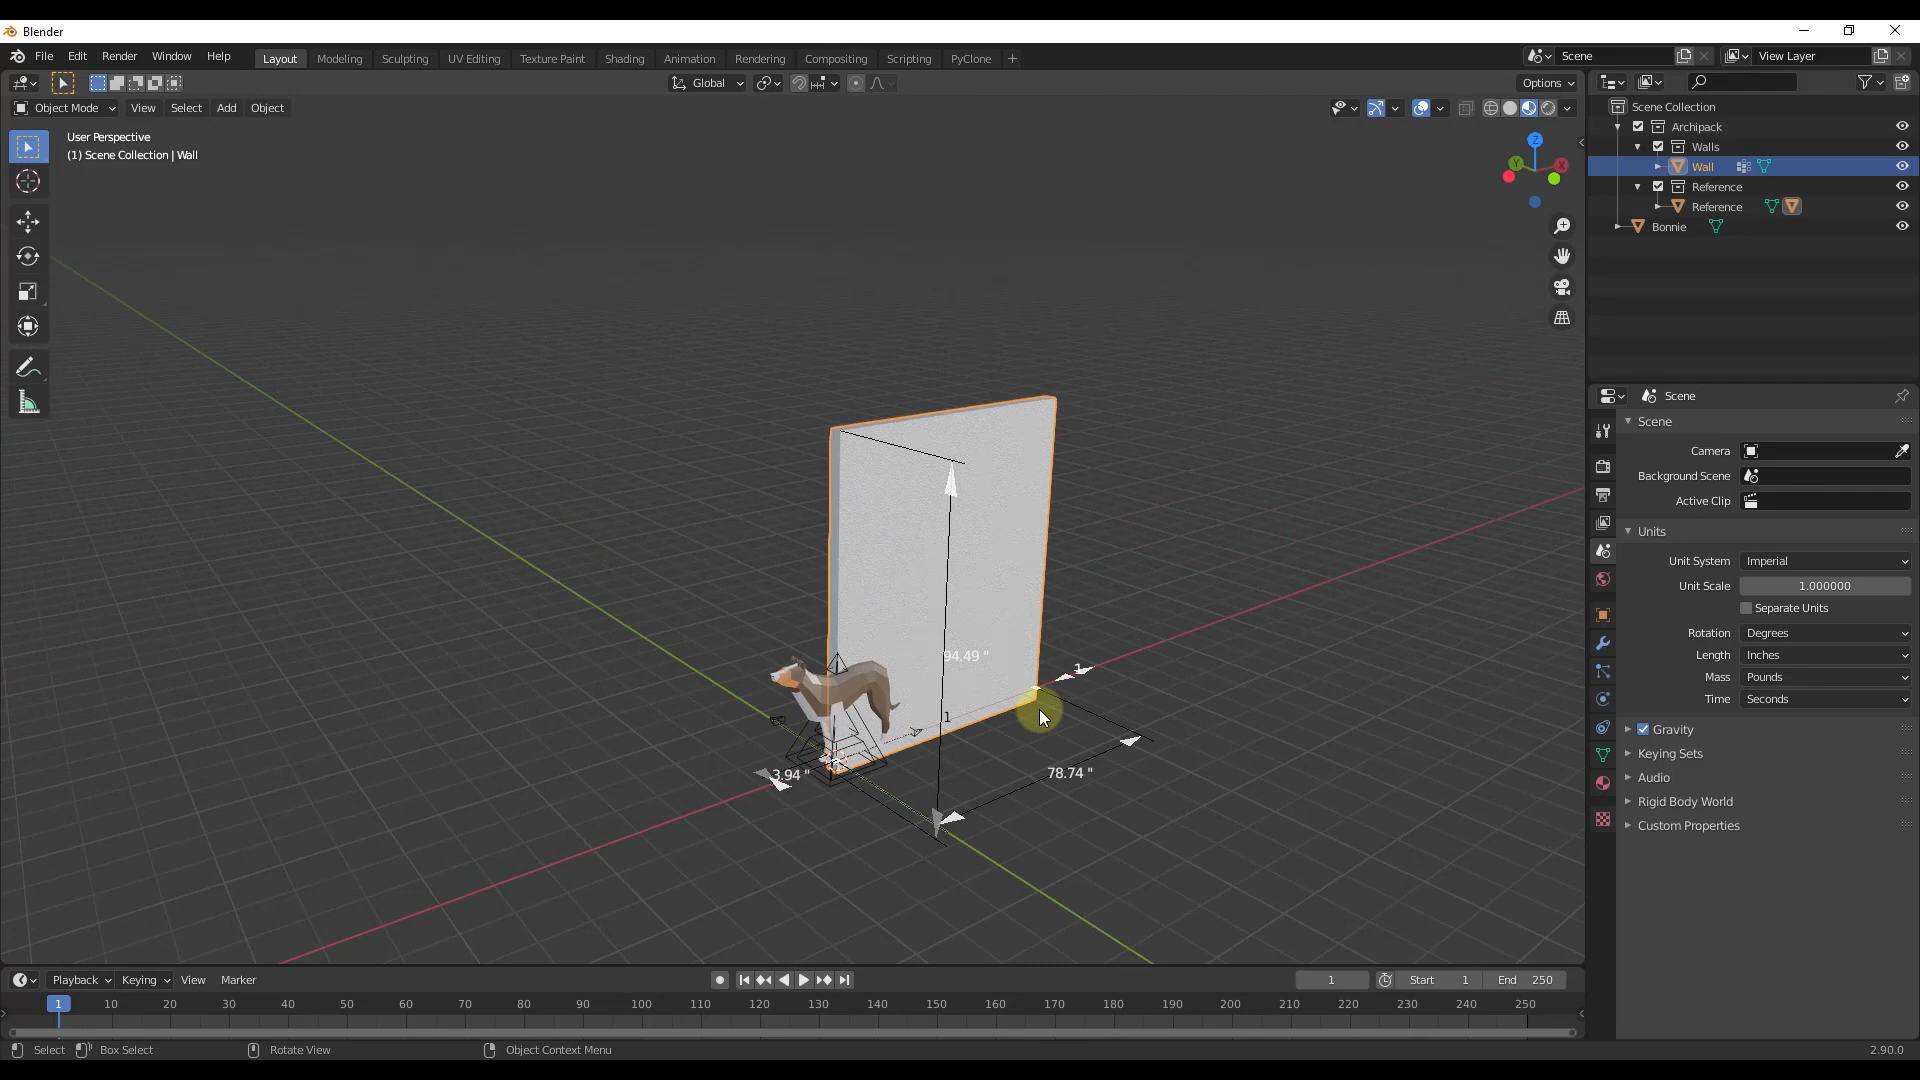 Blender
File Edit Render Window Help Layout Modeling Sculpting UV Editing Texture Paint Shading Animation Rendering Compositing Scripting PyClone + Scene View Layer
Global Options
Object Mode View Select Add Object
User Perspective
(1) Scene Collection | Wall
Z
Y X
Scene Collection
Archipack
Walls
Wall
Reference
Reference
Bonnie
Scene
Scene
Camera
Background Scene
Active Clip
Units
Unit System Imperial
Unit Scale 1.000000
Separate Units
Rotation Degrees
Length Inches
Mass Pounds
Time Seconds
Gravity
Keying Sets
Audio
Rigid Body World
Custom Properties
94.49 "
1
1
3.94 "
78.74 "
Playback Keying View Marker 1 Start 1 End 250
1 10 20 30 40 50 60 70 80 90 100 110 120 130 140 150 160 170 180 190 200 210 220 230 240 250
Select Box Select Rotate View Object Context Menu 2.90.0